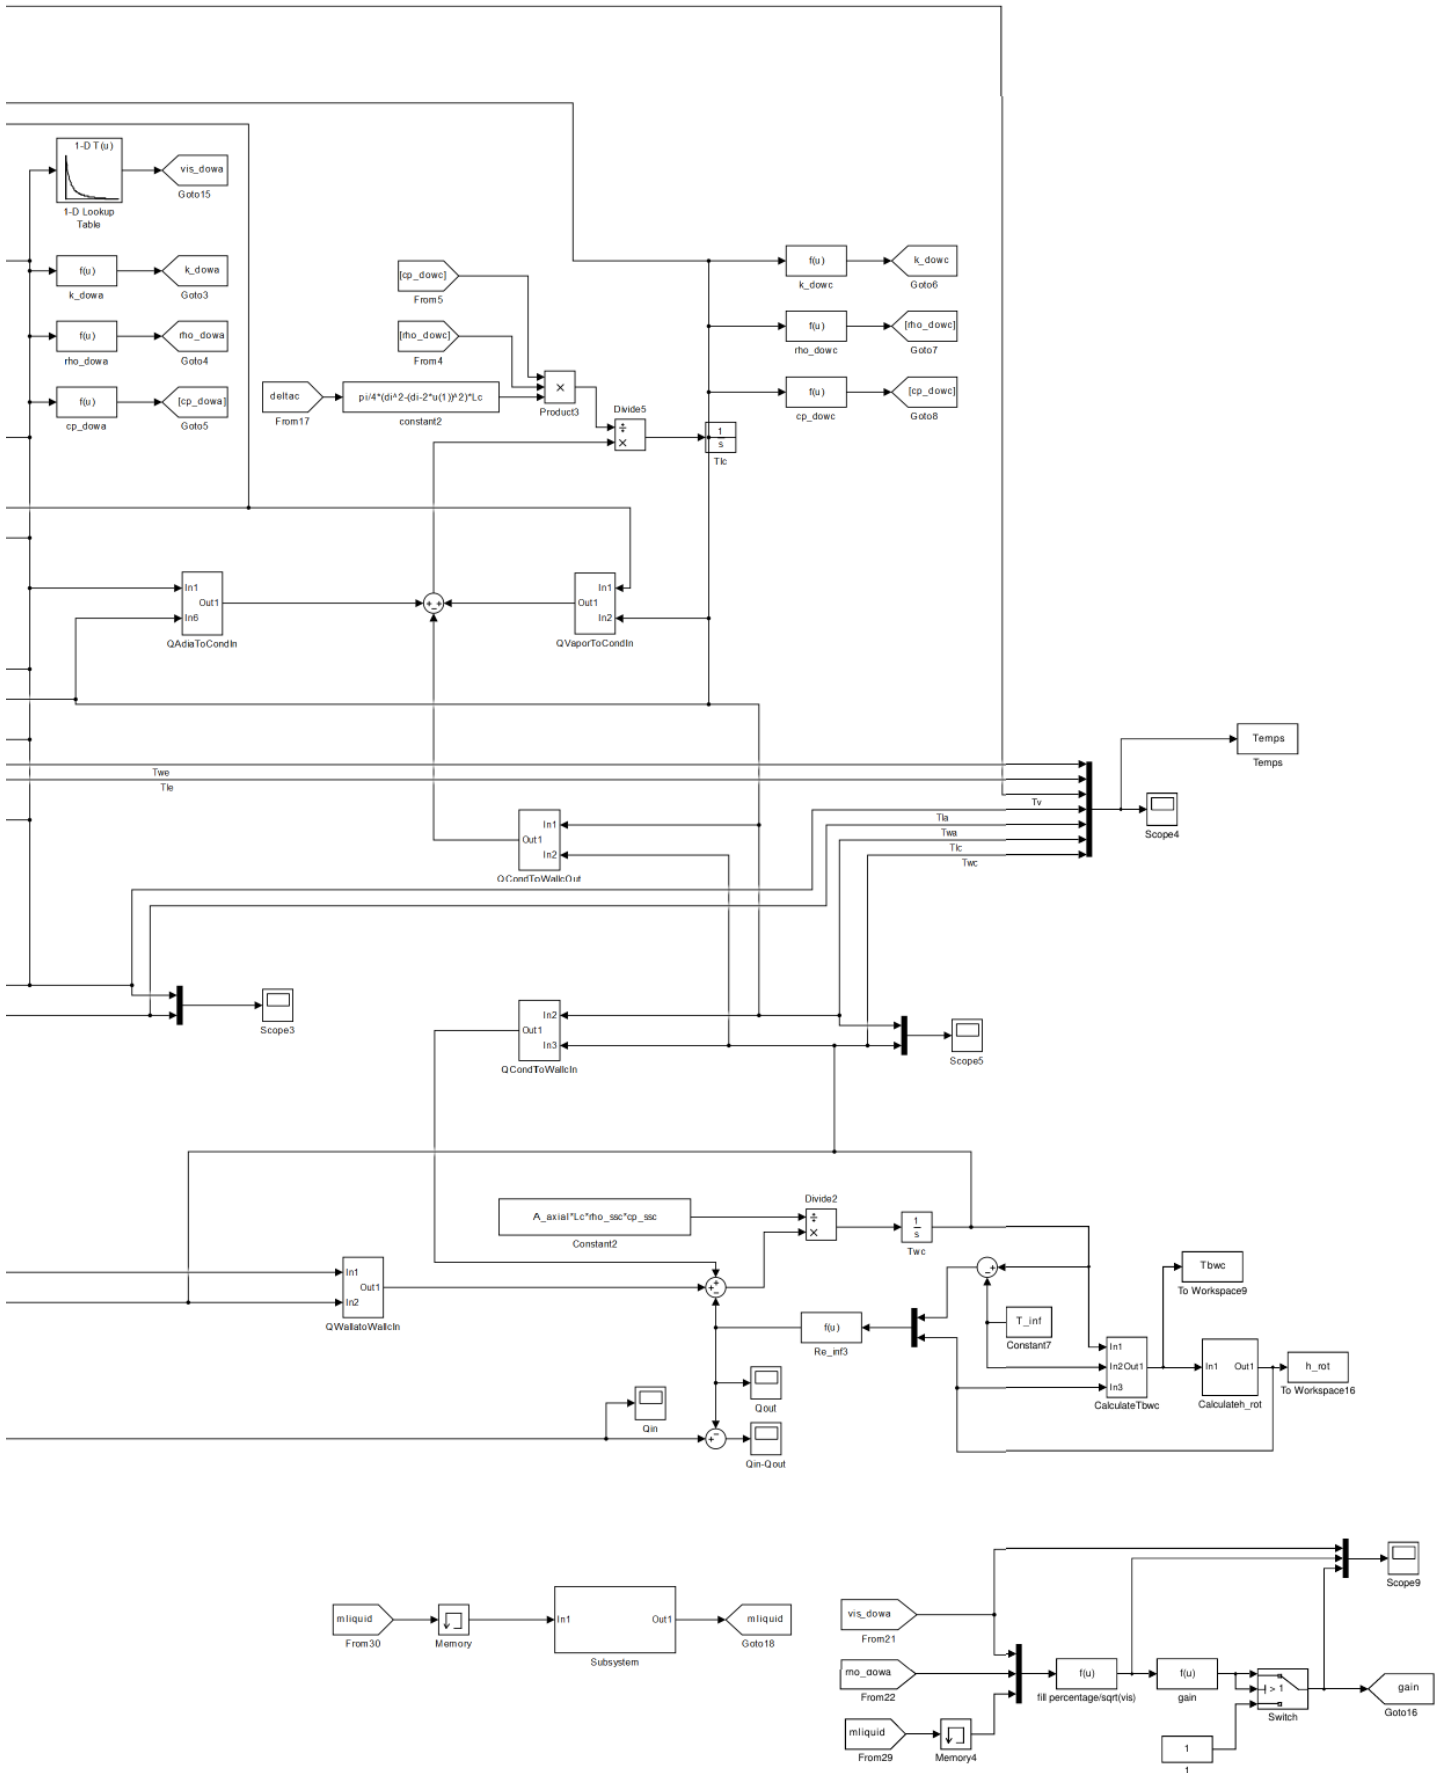 1-D T(u)
1-D Lookup
Table
vis_dowa
Goto15
f(u)
k_dowa
k_dowa
Goto3
f(u)
rho_dowa
rho_dowa
Goto4
f(u)
cp_dowa
[cp_dowa]
Goto5
[cp_dowc]
From5
[rho_dowc]
From4
deltac
From17
pi/4*(di^2-(di-2*u(1))^2)*Lc
constant2
×
Product3
Divide5
÷
×
1
s
Tlc
f(u)
k_dowc
k_dowc
Goto6
f(u)
rho_dowc
[rho_dowc]
Goto7
f(u)
cp_dowc
[cp_dowc]
Goto8
In1
Out1
In6
QAdiaToCondIn
In1
Out1
In2
QVaporToCondIn
Twe
Tle
Tv
Tla
Twa
Tlc
Twc
Temps
Temps
Scope4
In1
Out1
In2
QCondToWallcOut
Scope3
In2
Out1
In3
QCondToWallcIn
Scope5
A_axial*Lc*rho_ssc*cp_ssc
Constant2
Divide2
÷
×
1
s
Twc
In1
Out1
In2
QWallatoWallcIn
f(u)
Re_inf3
T_inf
Constant7
Tbwc
To Workspace9
In1
In2 Out1
In3
CalculateTbwc
In1 Out1
Calculateh_rot
h_rot
To Workspace16
Qin
Qout
Qin-Qout
mliquid
From30
Memory
In1 Out1
Subsystem
mliquid
Goto18
vis_dowa
From21
rho_dowa
From22
mliquid
From29
Memory4
f(u)
fill percentage/sqrt(vis)
f(u)
gain
> 1
Switch
1
1
gain
Goto16
Scope9